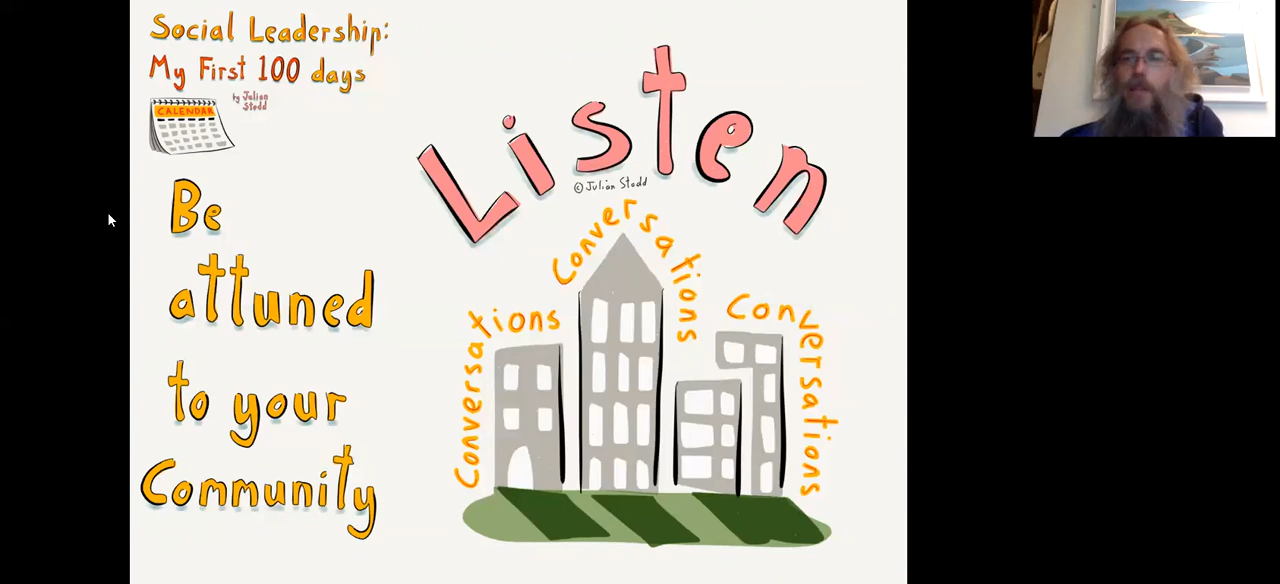 Social Leadership:
My First 100 days
by Julian
Stodd
CALENDAR
Be
attuned
to your
Community
Listen
© Julian Stodd
Conversations
Conversations
Conversations